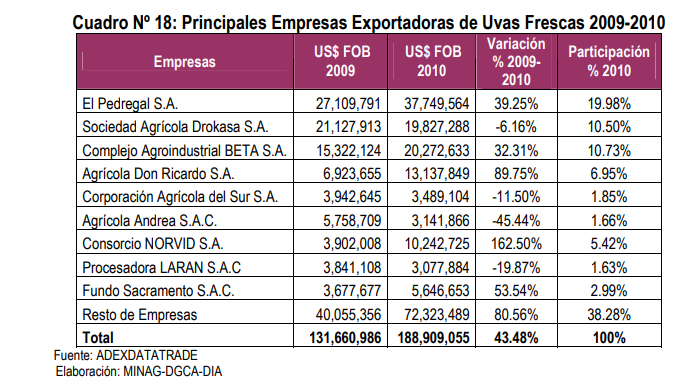 Cuadro Nº 18: Principales Empresas Exportadoras de Uvas Frescas 2009-2010
Empresas US$ FOB 2009 US$ FOB 2010 Variación % 2009-2010 Participación % 2010
El Pedregal S.A. 27,109,791 37,749,564 39.25% 19.98%
Sociedad Agrícola Drokasa S.A. 21,127,913 19,827,288 -6.16% 10.50%
Complejo Agroindustrial BETA S.A. 15,322,124 20,272,633 32.31% 10.73%
Agrícola Don Ricardo S.A. 6,923,655 13,137,849 89.75% 6.95%
Corporación Agrícola del Sur S.A. 3,942,645 3,489,104 -11.50% 1.85%
Agrícola Andrea S.A.C. 5,758,709 3,141,866 -45.44% 1.66%
Consorcio NORVID S.A. 3,902,008 10,242,725 162.50% 5.42%
Procesadora LARAN S.A.C 3,841,108 3,077,884 -19.87% 1.63%
Fundo Sacramento S.A.C. 3,677,677 5,646,653 53.54% 2.99%
Resto de Empresas 40,055,356 72,323,489 80.56% 38.28%
Total 131,660,986 188,909,055 43.48% 100%
Fuente: ADEXDATATRADE
Elaboración: MINAG-DGCA-DIA